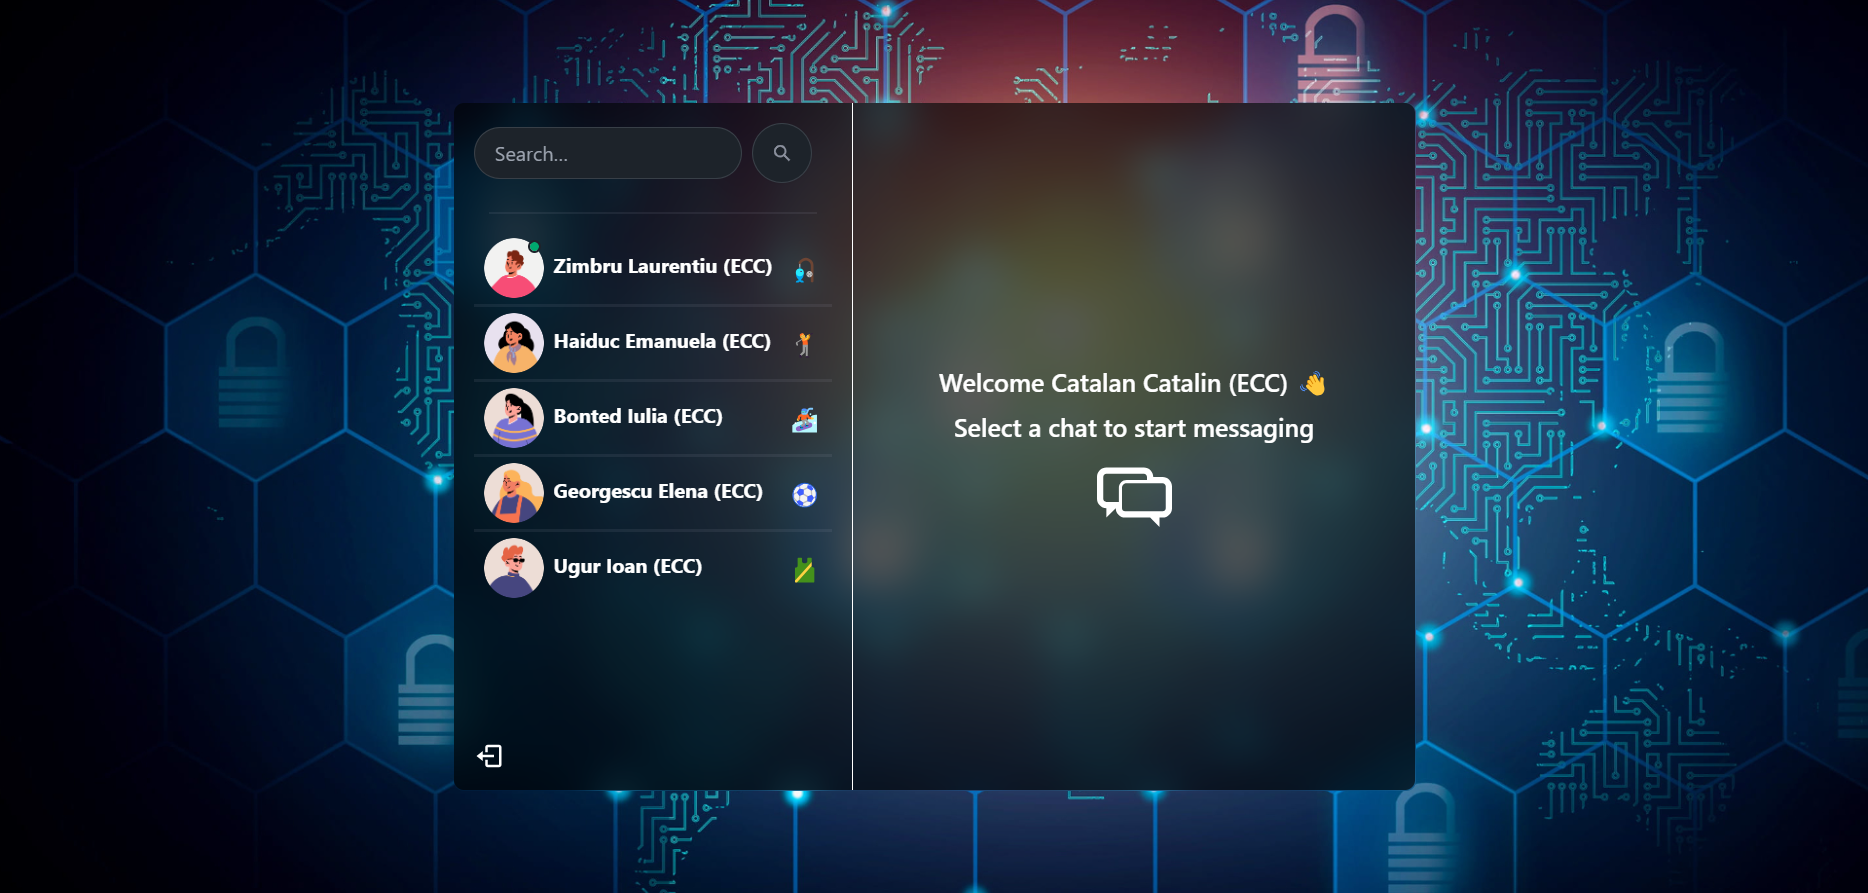 Search...
Zimbru Laurentiu (ECC)
Haiduc Emanuela (ECC)
Bonted Iulia (ECC)
Georgescu Elena (ECC)
Ugur Ioan (ECC)
Welcome Catalan Catalin (ECC) 👋
Select a chat to start messaging